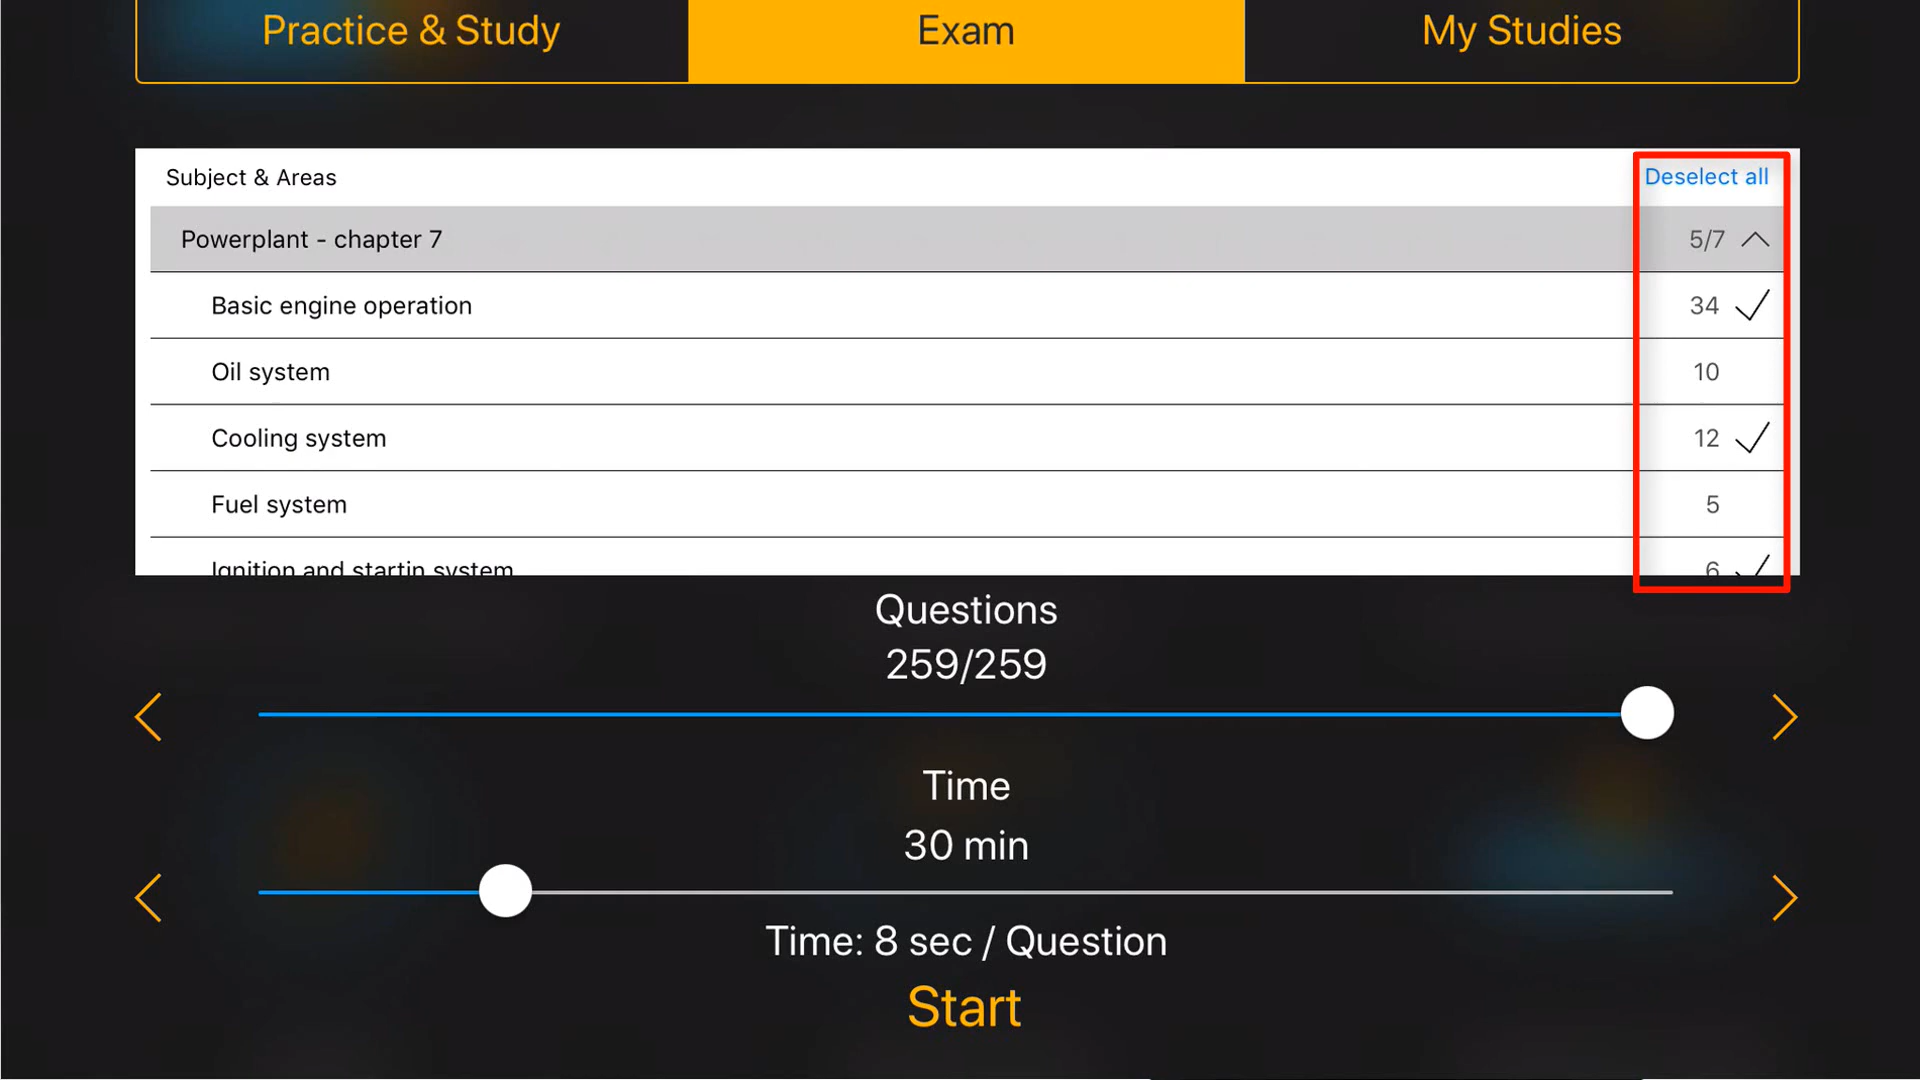 Practice & Study Exam My Studies
Subject & Areas Deselect all
Powerplant - chapter 7 5/7
Basic engine operation 34
Oil system 10
Cooling system 12
Fuel system 5
Ignition and startin system 6
Questions
259/259
Time
30 min
Time: 8 sec / Question
Start